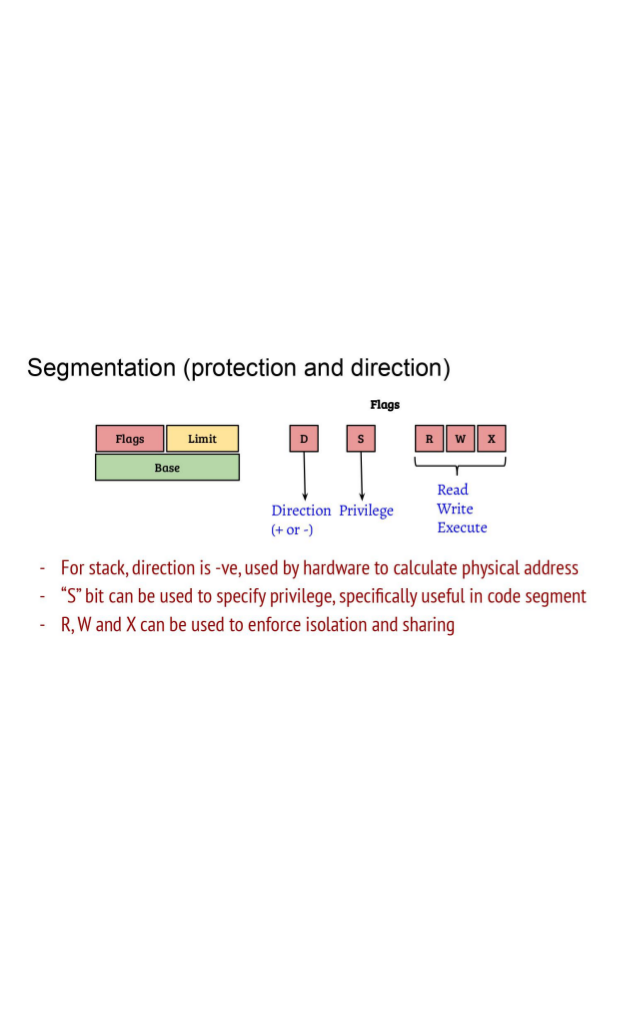 Segmentation (protection and direction)
Flags
Flags Limit
Base
D S R W X
Direction Privilege
(+ or -)
Read
Write
Execute
- For stack, direction is -ve, used by hardware to calculate physical address
- “S” bit can be used to specify privilege, specifically useful in code segment
- R, W and X can be used to enforce isolation and sharing